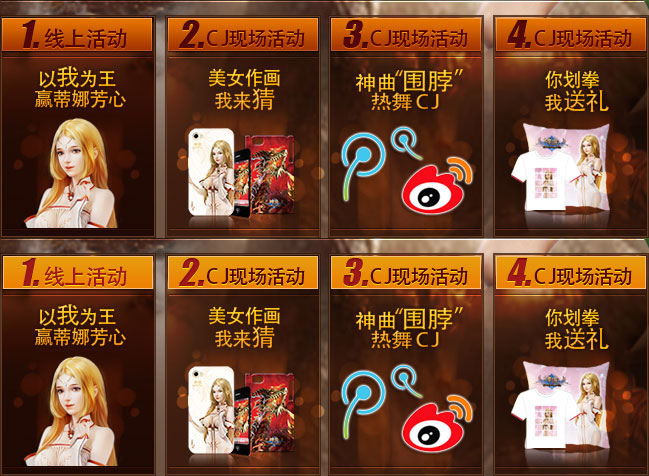 1.线上活动
2.CJ现场活动
3.CJ现场活动
4.CJ现场活动
以我为王
赢蒂娜芳心
美女作画
我来猜
神曲“围脖”
热舞CJ
你划拳
我送礼
1.线上活动
2.CJ现场活动
3.CJ现场活动
4.CJ现场活动
以我为王
赢蒂娜芳心
美女作画
我来猜
神曲“围脖”
热舞CJ
你划拳
我送礼